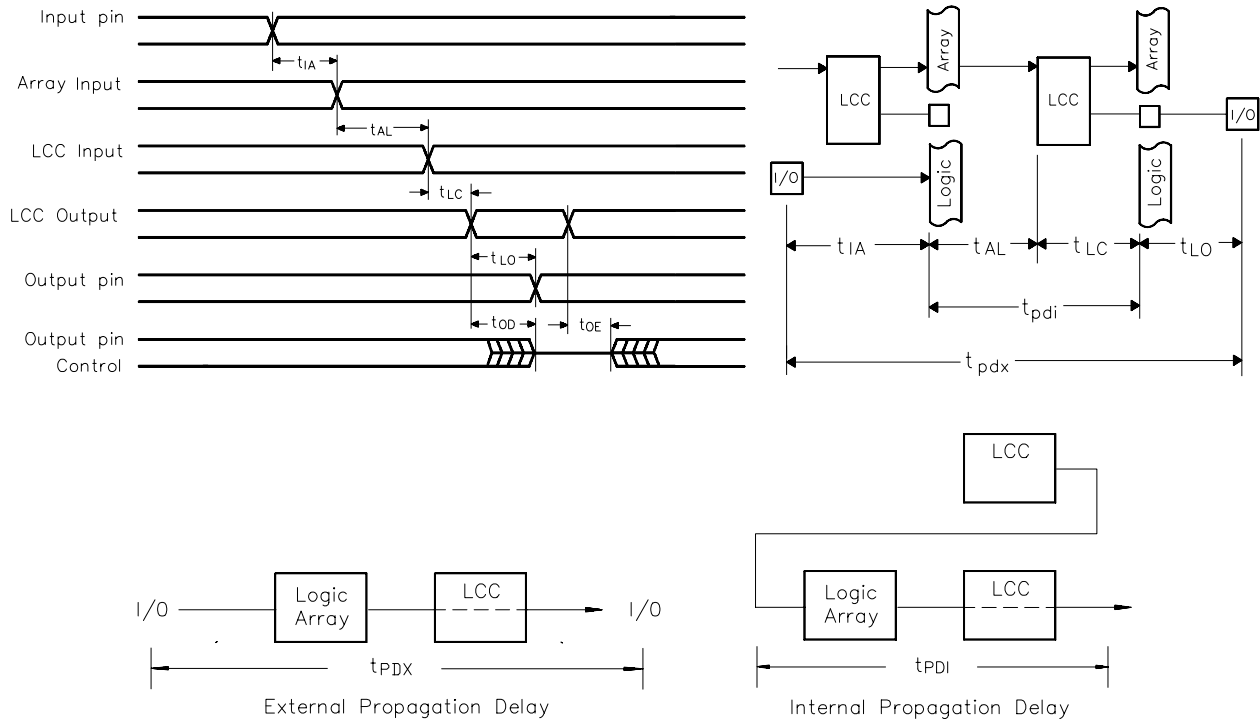 Input pin
tIA
Array Input
tAL
LCC Input
tLC
LCC Output
tLO
Output pin
tOD
tOE
Output pin
Control
Array
Array
LCC
LCC
I/O
I/O
Logic
Logic
tIA
tAL
tLC
tLO
tpdi
tpdx
I/O
Logic
Array
LCC
I/O
tPDX
External Propagation Delay
LCC
Logic
Array
LCC
tPDI
Internal Propagation Delay